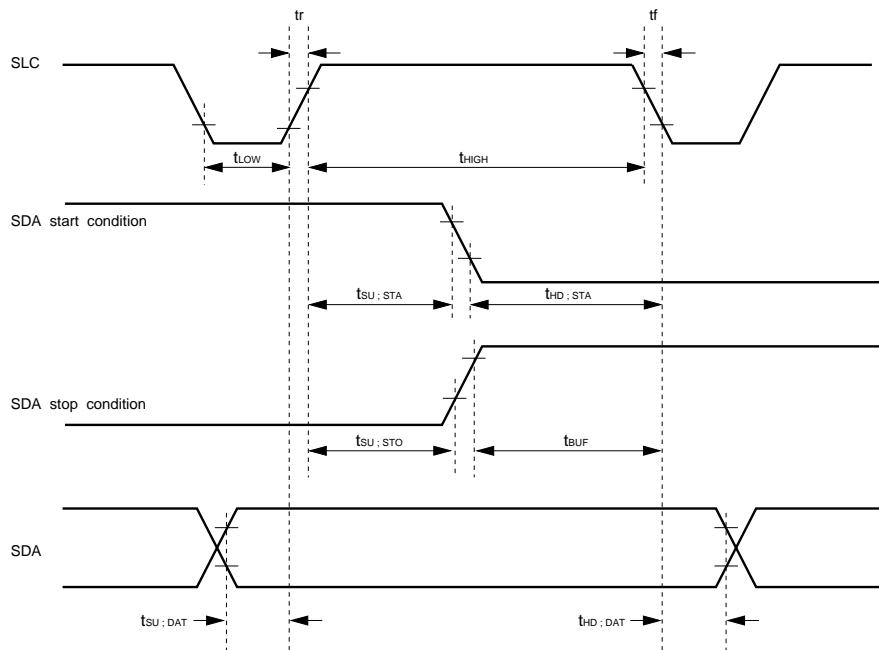 tr tf
SLC
tLOW tHIGH
SDA start condition
tSU ; STA tHD ; STA
SDA stop condition
tSU ; STO tBUF
SDA
tSU ; DAT tHD ; DAT